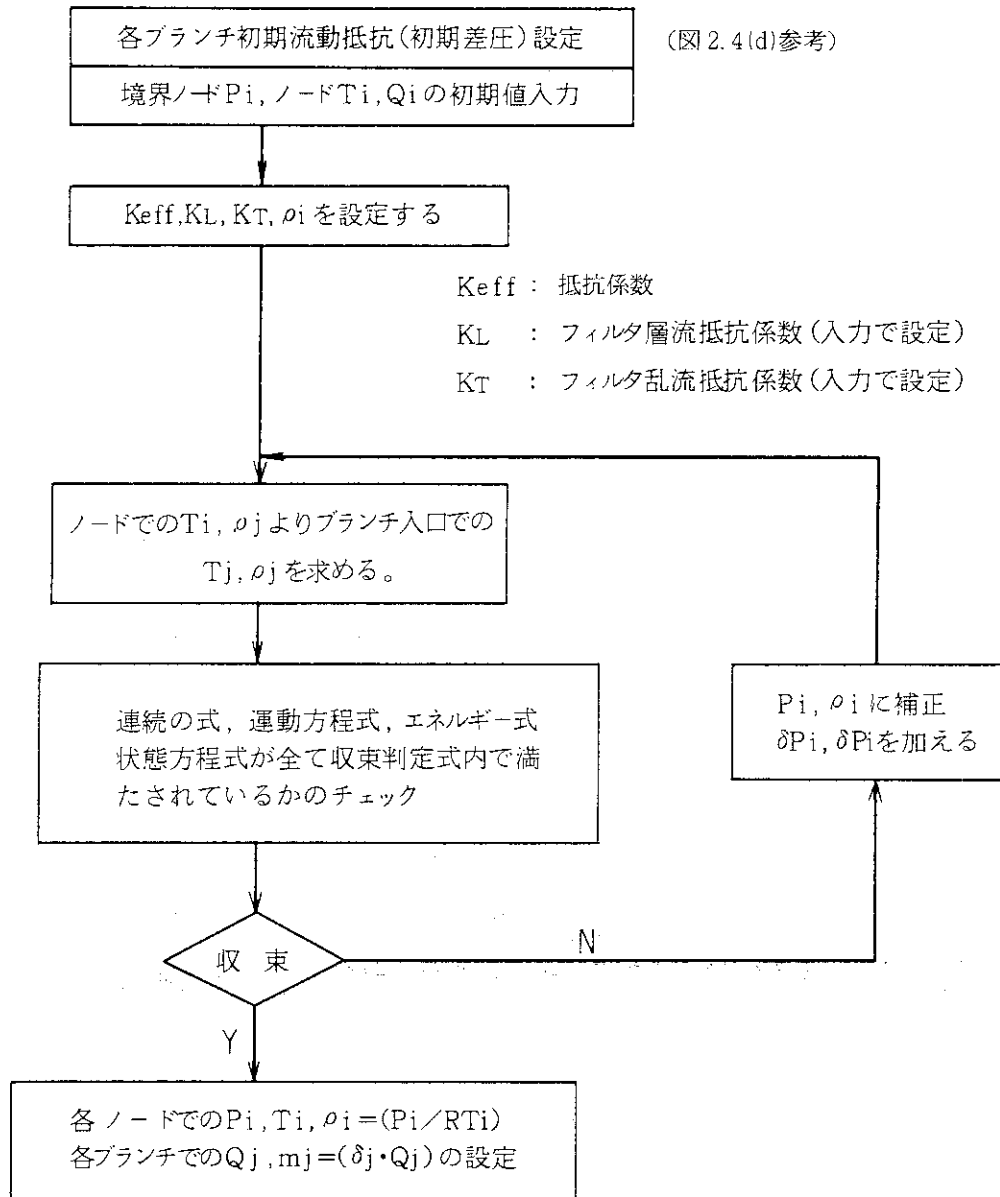 各ブランチ初期流動抵抗(初期差圧)設定
(図2.4(d)参考)
境界ノードPi,ノードTi,Qiの初期値入力
Keff,KL,KT,ρiを設定する
Keff : 抵抗係数
KL : フィルタ層流抵抗係数(入力で設定)
KT : フィルタ乱流抵抗係数(入力で設定)
ノードでのTi,ρjよりブランチ入口での
Tj,ρjを求める。
連続の式,運動方程式,エネルギー式
状態方程式が全て収束判定式内で満
たされているかのチェック
Pi,ρiに補正
δPi,δPiを加える
収 束
N
Y
各ノードでのPi,Ti,ρi=(Pi/RTi)
各ブランチでのQj,mj=(δj・Qj)の設定